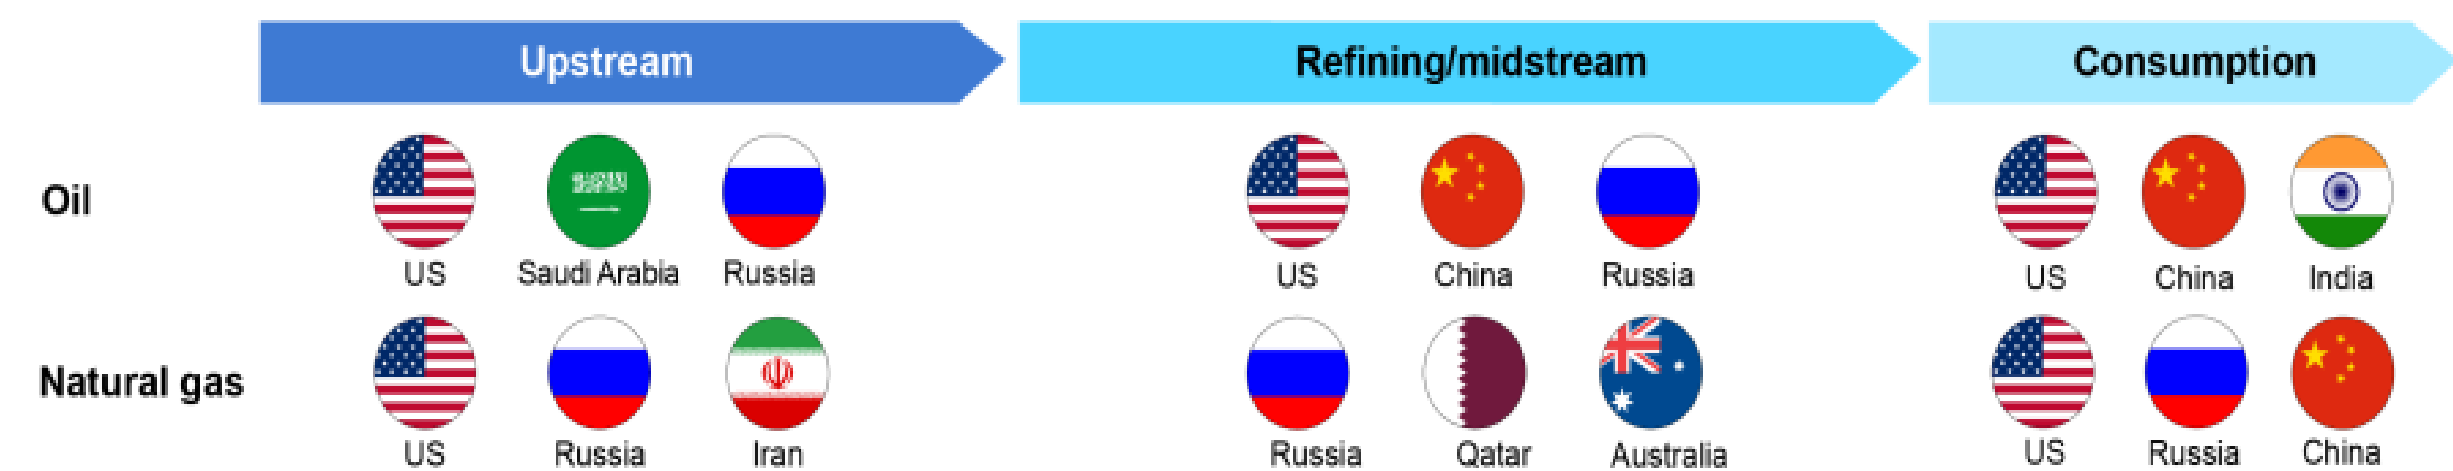 Upstream Refining/midstream Consumption
Oil
US Saudi Arabia Russia US China Russia US China India
Natural gas
US Russia Iran Russia Qatar Australia US Russia China